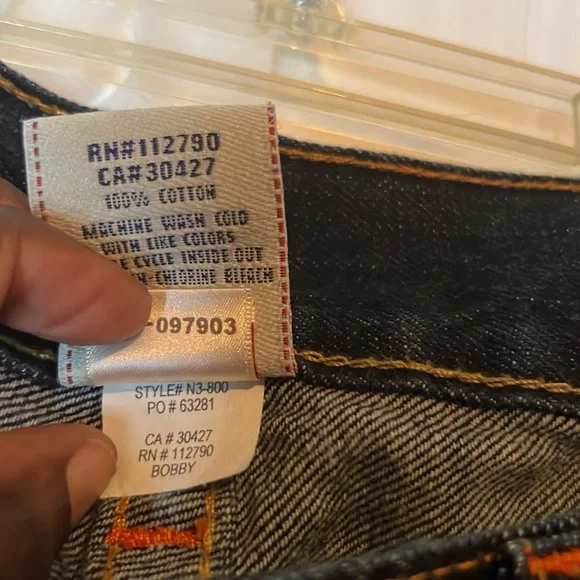 RN#112790
CA#30427
100% COTTON
MACHINE WASH COLD
WITH LIKE COLORS
CYCLE INSIDE OUT
-CHLORINE BLEACH
-097903
STYLE# N3-800
PO # 63281
CA # 30427
RN # 112790
BOBBY